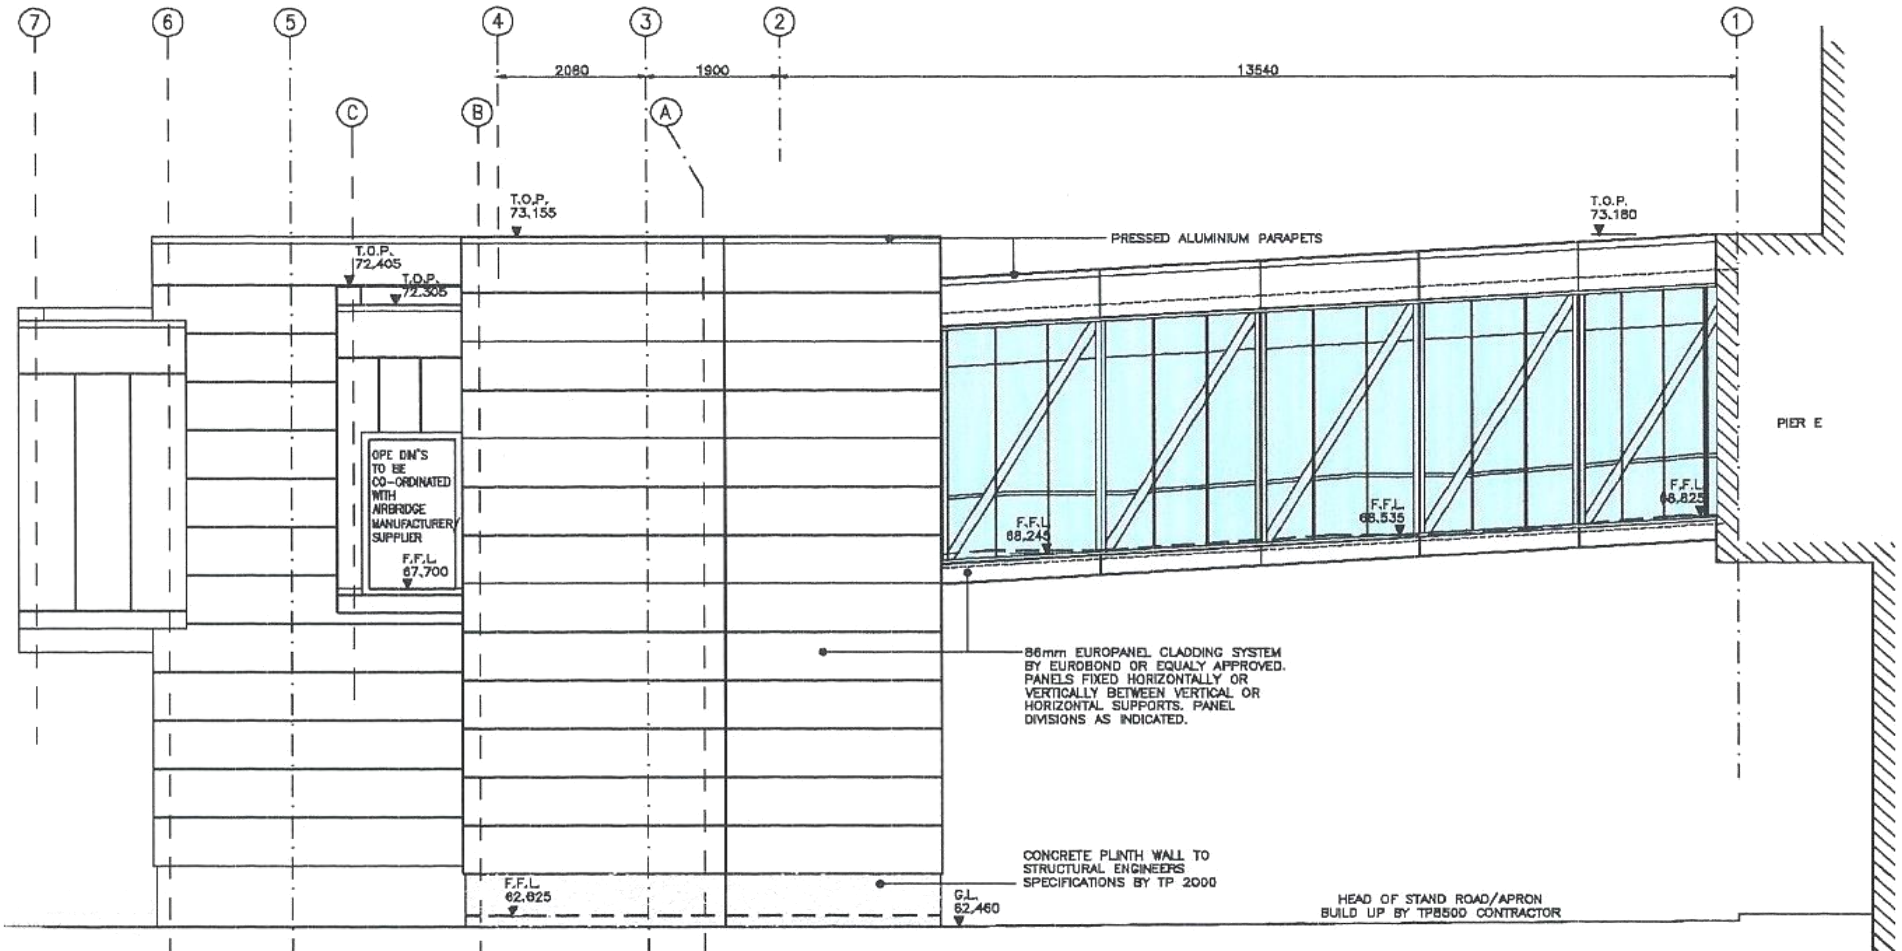 7
6
5
4
3
2
1
2080
1900
13540
C
B
A
T.O.P.
73,155
T.O.P.
73,180
PRESSED ALUMINIUM PARAPETS
T.O.P.
72,405
T.O.P.
72,305
PIER E
OPE DIN'S
TO BE
CO-ORDINATED
WITH
AIRBRIDGE
MANUFACTURER/
SUPPLIER
F.F.L
67,700
F.F.L
68,245
F.F.L
68,535
F.F.L
68,825
86mm EUROPANEL CLADDING SYSTEM
BY EUROBOND OR EQUALY APPROVED.
PANELS FIXED HORIZONTALLY OR
VERTICALLY BETWEEN VERTICAL OR
HORIZONTAL SUPPORTS. PANEL
DIVISIONS AS INDICATED.
CONCRETE PLINTH WALL TO
STRUCTURAL ENGINEERS
SPECIFICATIONS BY TP 2000
F.F.L
62,625
G.L.
62,460
HEAD OF STAND ROAD/APRON
BUILD UP BY TP8500 CONTRACTOR